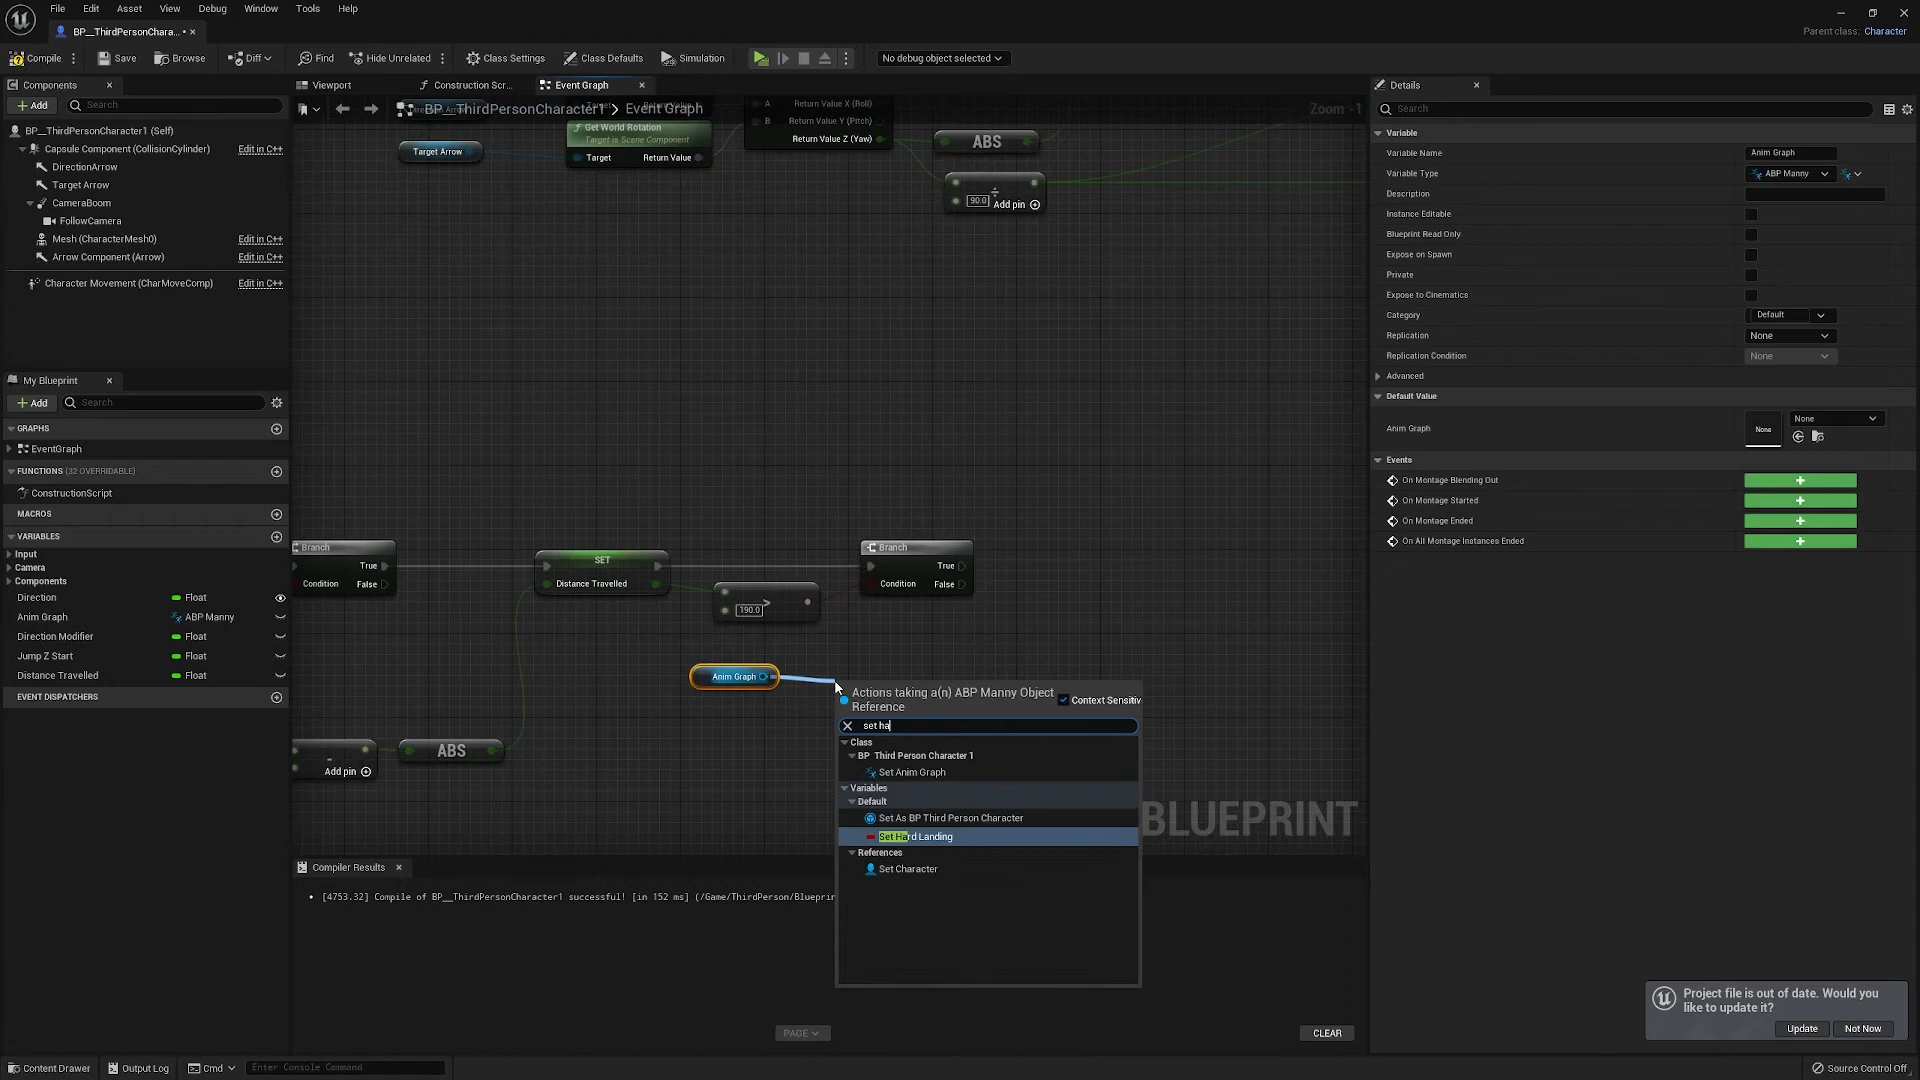 File Edit Asset View Debug Window Tools Help
BP__ThirdPersonChara... •
Parent class: Character
Compile Save Browse Diff Find Hide Unrelated Class Settings Class Defaults Simulation No debug object selected
Components
Add Search
BP__ThirdPersonCharacter1 (Self)
Capsule Component (CollisionCylinder) Edit in C++
DirectionArrow
Target Arrow
CameraBoom
FollowCamera
Mesh (CharacterMesh0) Edit in C++
Arrow Component (Arrow) Edit in C++
Character Movement (CharMoveComp) Edit in C++
My Blueprint
Add Search
GRAPHS
EventGraph
FUNCTIONS (32 OVERRIDABLE)
ConstructionScript
MACROS
VARIABLES
Input
Camera
Components
Direction Float
Anim Graph ABP Manny
Direction Modifier Float
Jump Z Start Float
Distance Travelled Float
EVENT DISPATCHERS
Viewport Construction Scr... Event Graph
BP__ThirdPersonCharacter1 > Event Graph
Zoom -1
Get World Rotation
Target is Scene Component
Target Return Value
Target Arrow
A Return Value X (Roll)
B Return Value Y (Pitch)
Return Value Z (Yaw)
ABS
÷
90.0 Add pin
Branch
True
Condition False
SET
Distance Travelled
>
190.0
Branch
True
Condition False
Anim Graph
-
Add pin
ABS
Actions taking a(n) ABP Manny Object
Reference
Context Sensitiv
set ha
Class
BP Third Person Character 1
Set Anim Graph
Variables
Default
Set As BP Third Person Character
Set Hard Landing
References
Set Character
BLUEPRINT
Compiler Results
[4753.32] Compile of BP__ThirdPersonCharacter1 successful! [in 152 ms] (/Game/ThirdPerson/Blueprin
PAGE CLEAR
Details
Search
Variable
Variable Name Anim Graph
Variable Type ABP Manny
Description
Instance Editable
Blueprint Read Only
Expose on Spawn
Private
Expose to Cinematics
Category Default
Replication None
Replication Condition None
Advanced
Default Value
Anim Graph None None
Events
On Montage Blending Out
On Montage Started
On Montage Ended
On All Montage Instances Ended
Project file is out of date. Would you
like to update it?
Update Not Now
Content Drawer Output Log Cmd Enter Console Command Source Control Off